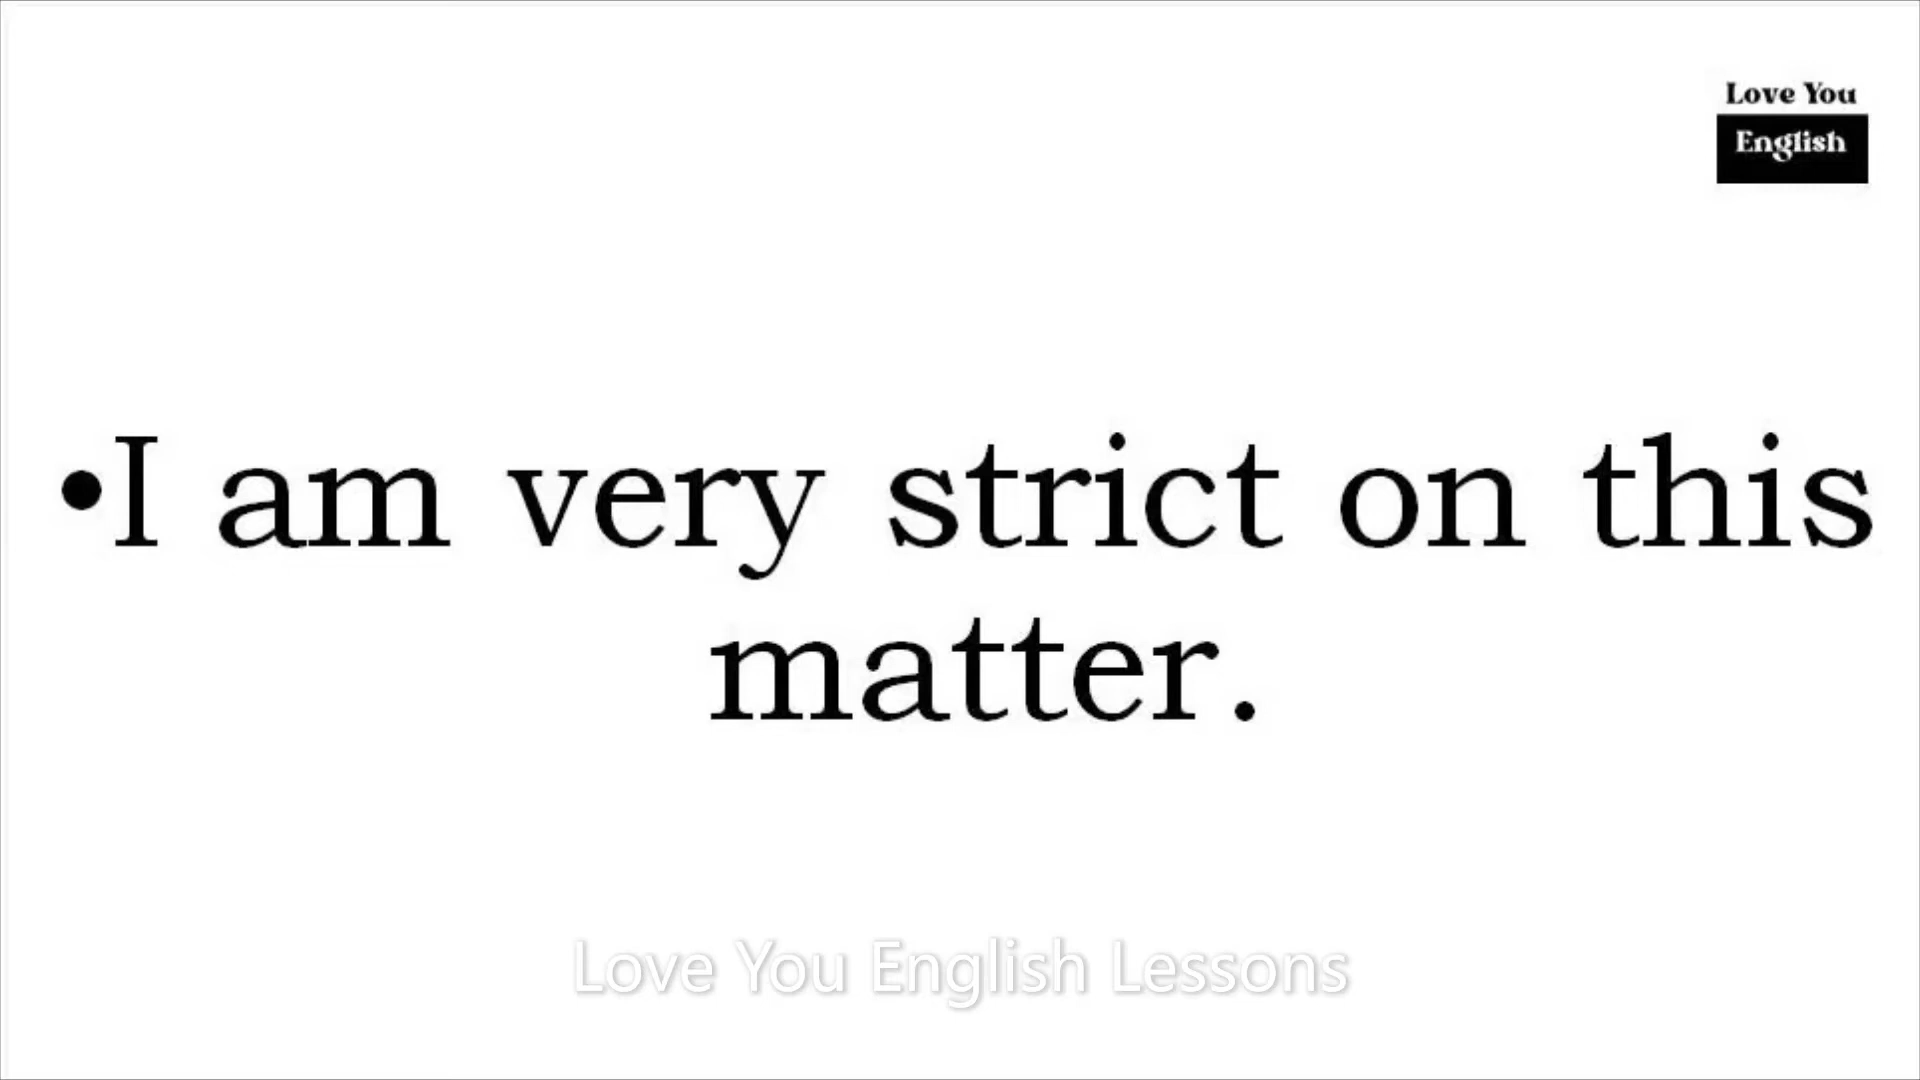 Love You
English
•I am very strict on this
matter.
Love You English Lessons